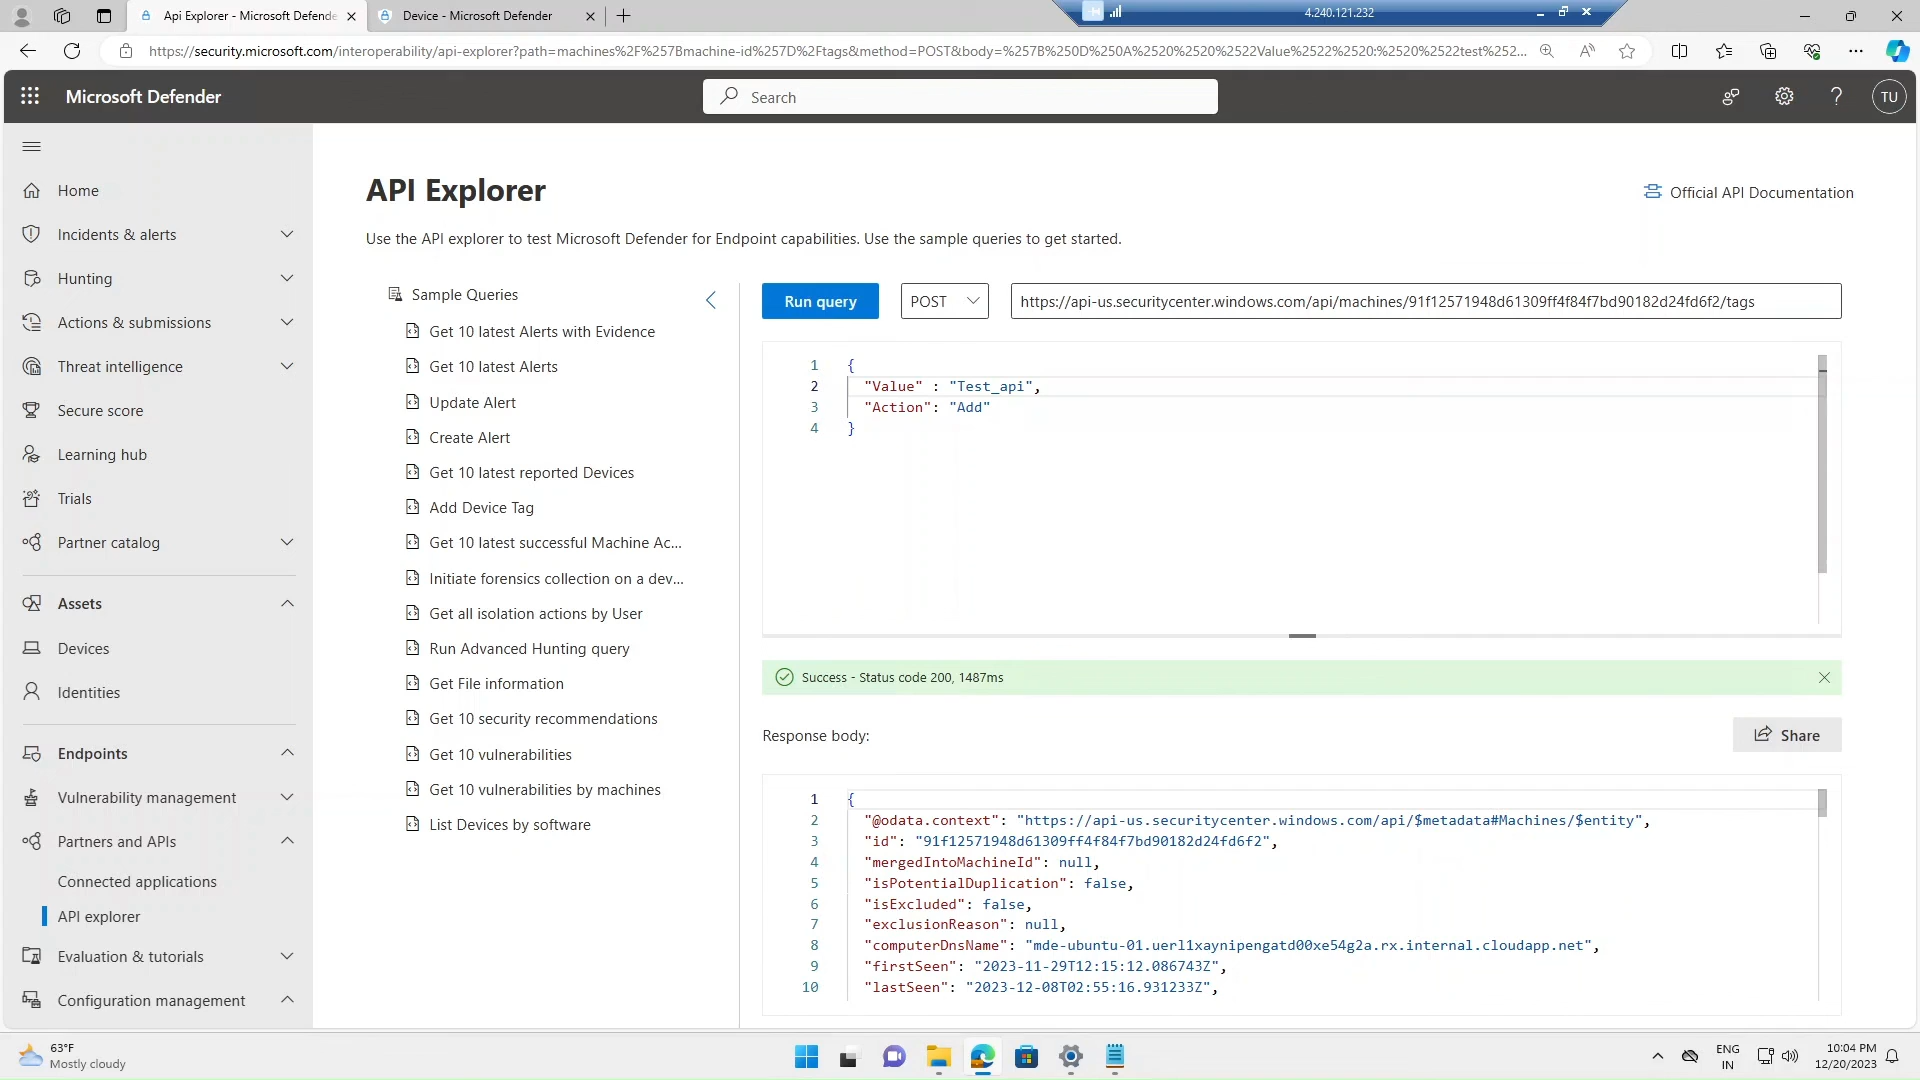 Api Explorer - Microsoft Defende
Device - Microsoft Defender
4.240.121.232
https://security.microsoft.com/interoperability/api-explorer?path=machines%2F%257Bmachine-id%257D%2Ftags&method=POST&body=%257B%250D%250A%2520%2520%2522Value%2522%2520:%2520%2522test%252...
Microsoft Defender
Search
TU
Home
Incidents & alerts
Hunting
Actions & submissions
Threat intelligence
Secure score
Learning hub
Trials
Partner catalog
Assets
Devices
Identities
Endpoints
Vulnerability management
Partners and APIs
Connected applications
API explorer
Evaluation & tutorials
Configuration management
API Explorer
Official API Documentation
Use the API explorer to test Microsoft Defender for Endpoint capabilities. Use the sample queries to get started.
Sample Queries
Get 10 latest Alerts with Evidence
Get 10 latest Alerts
Update Alert
Create Alert
Get 10 latest reported Devices
Add Device Tag
Get 10 latest successful Machine Ac...
Initiate forensics collection on a dev...
Get all isolation actions by User
Run Advanced Hunting query
Get File information
Get 10 security recommendations
Get 10 vulnerabilities
Get 10 vulnerabilities by machines
List Devices by software
Run query
POST
https://api-us.securitycenter.windows.com/api/machines/91f12571948d61309ff4f84f7bd90182d24fd6f2/tags
1 {
2 "Value" : "Test_api",
3 "Action": "Add"
4 }
Success - Status code 200, 1487ms
Response body:
Share
1 {
2 "@odata.context": "https://api-us.securitycenter.windows.com/api/$metadata#Machines/$entity",
3 "id": "91f12571948d61309ff4f84f7bd90182d24fd6f2",
4 "mergedIntoMachineId": null,
5 "isPotentialDuplication": false,
6 "isExcluded": false,
7 "exclusionReason": null,
8 "computerDnsName": "mde-ubuntu-01.uerl1xaynipengatd00xe54g2a.rx.internal.cloudapp.net",
9 "firstSeen": "2023-11-29T12:15:12.086743Z",
10 "lastSeen": "2023-12-08T02:55:16.931233Z",
63°F
Mostly cloudy
ENG
IN
10:04 PM
12/20/2023